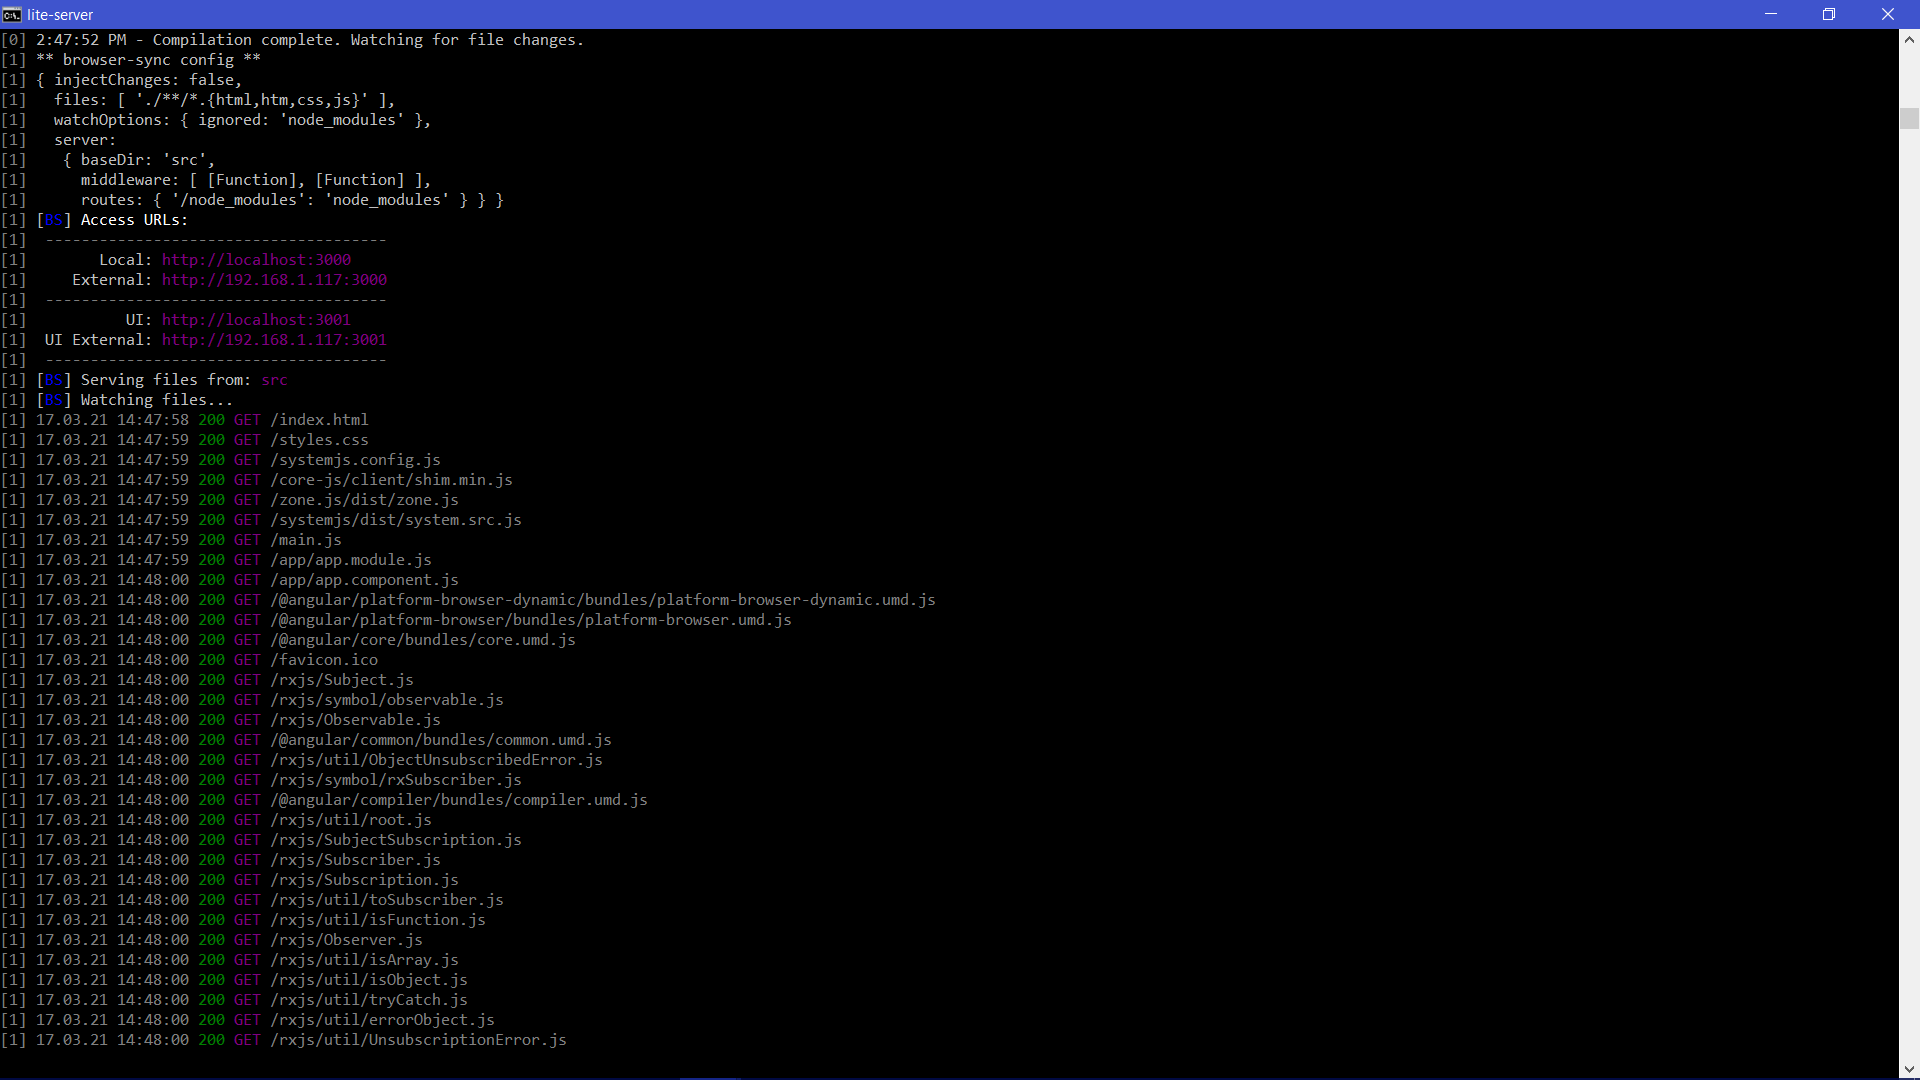 lite-server
[0] 2:47:52 PM - Compilation complete. Watching for file changes.
[1] ** browser-sync config **
[1] { injectChanges: false,
[1]   files: [ './**/*.{html,htm,css,js}' ],
[1]   watchOptions: { ignored: 'node_modules' },
[1]   server:
[1]    { baseDir: 'src',
[1]      middleware: [ [Function], [Function] ],
[1]      routes: { '/node_modules': 'node_modules' } } }
[1] [BS] Access URLs:
[1]  --------------------------------------
[1]        Local: http://localhost:3000
[1]     External: http://192.168.1.117:3000
[1]  --------------------------------------
[1]           UI: http://localhost:3001
[1]  UI External: http://192.168.1.117:3001
[1]  --------------------------------------
[1] [BS] Serving files from: src
[1] [BS] Watching files...
[1] 17.03.21 14:47:58 200 GET /index.html
[1] 17.03.21 14:47:59 200 GET /styles.css
[1] 17.03.21 14:47:59 200 GET /systemjs.config.js
[1] 17.03.21 14:47:59 200 GET /core-js/client/shim.min.js
[1] 17.03.21 14:47:59 200 GET /zone.js/dist/zone.js
[1] 17.03.21 14:47:59 200 GET /systemjs/dist/system.src.js
[1] 17.03.21 14:47:59 200 GET /main.js
[1] 17.03.21 14:47:59 200 GET /app/app.module.js
[1] 17.03.21 14:48:00 200 GET /app/app.component.js
[1] 17.03.21 14:48:00 200 GET /@angular/platform-browser-dynamic/bundles/platform-browser-dynamic.umd.js
[1] 17.03.21 14:48:00 200 GET /@angular/platform-browser/bundles/platform-browser.umd.js
[1] 17.03.21 14:48:00 200 GET /@angular/core/bundles/core.umd.js
[1] 17.03.21 14:48:00 200 GET /favicon.ico
[1] 17.03.21 14:48:00 200 GET /rxjs/Subject.js
[1] 17.03.21 14:48:00 200 GET /rxjs/symbol/observable.js
[1] 17.03.21 14:48:00 200 GET /rxjs/Observable.js
[1] 17.03.21 14:48:00 200 GET /@angular/common/bundles/common.umd.js
[1] 17.03.21 14:48:00 200 GET /rxjs/util/ObjectUnsubscribedError.js
[1] 17.03.21 14:48:00 200 GET /rxjs/symbol/rxSubscriber.js
[1] 17.03.21 14:48:00 200 GET /@angular/compiler/bundles/compiler.umd.js
[1] 17.03.21 14:48:00 200 GET /rxjs/util/root.js
[1] 17.03.21 14:48:00 200 GET /rxjs/SubjectSubscription.js
[1] 17.03.21 14:48:00 200 GET /rxjs/Subscriber.js
[1] 17.03.21 14:48:00 200 GET /rxjs/Subscription.js
[1] 17.03.21 14:48:00 200 GET /rxjs/util/toSubscriber.js
[1] 17.03.21 14:48:00 200 GET /rxjs/util/isFunction.js
[1] 17.03.21 14:48:00 200 GET /rxjs/Observer.js
[1] 17.03.21 14:48:00 200 GET /rxjs/util/isArray.js
[1] 17.03.21 14:48:00 200 GET /rxjs/util/isObject.js
[1] 17.03.21 14:48:00 200 GET /rxjs/util/tryCatch.js
[1] 17.03.21 14:48:00 200 GET /rxjs/util/errorObject.js
[1] 17.03.21 14:48:00 200 GET /rxjs/util/UnsubscriptionError.js